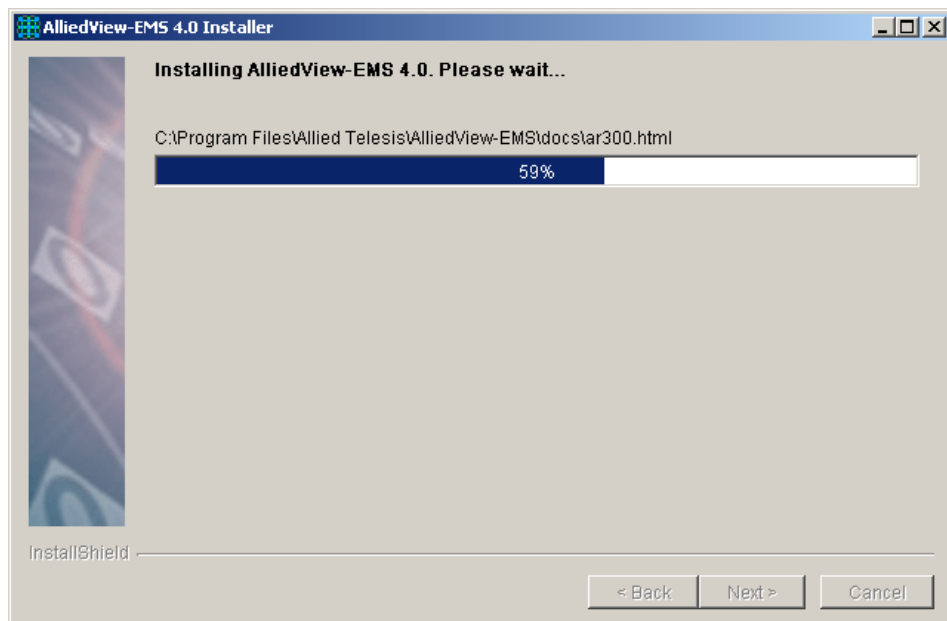 AlliedView-EMS 4.0 Installer
Installing AlliedView-EMS 4.0. Please wait...
C:\Program Files\Allied Telesis\AlliedView-EMS\docs\ar300.html
59%
InstallShield
< Back Next > Cancel